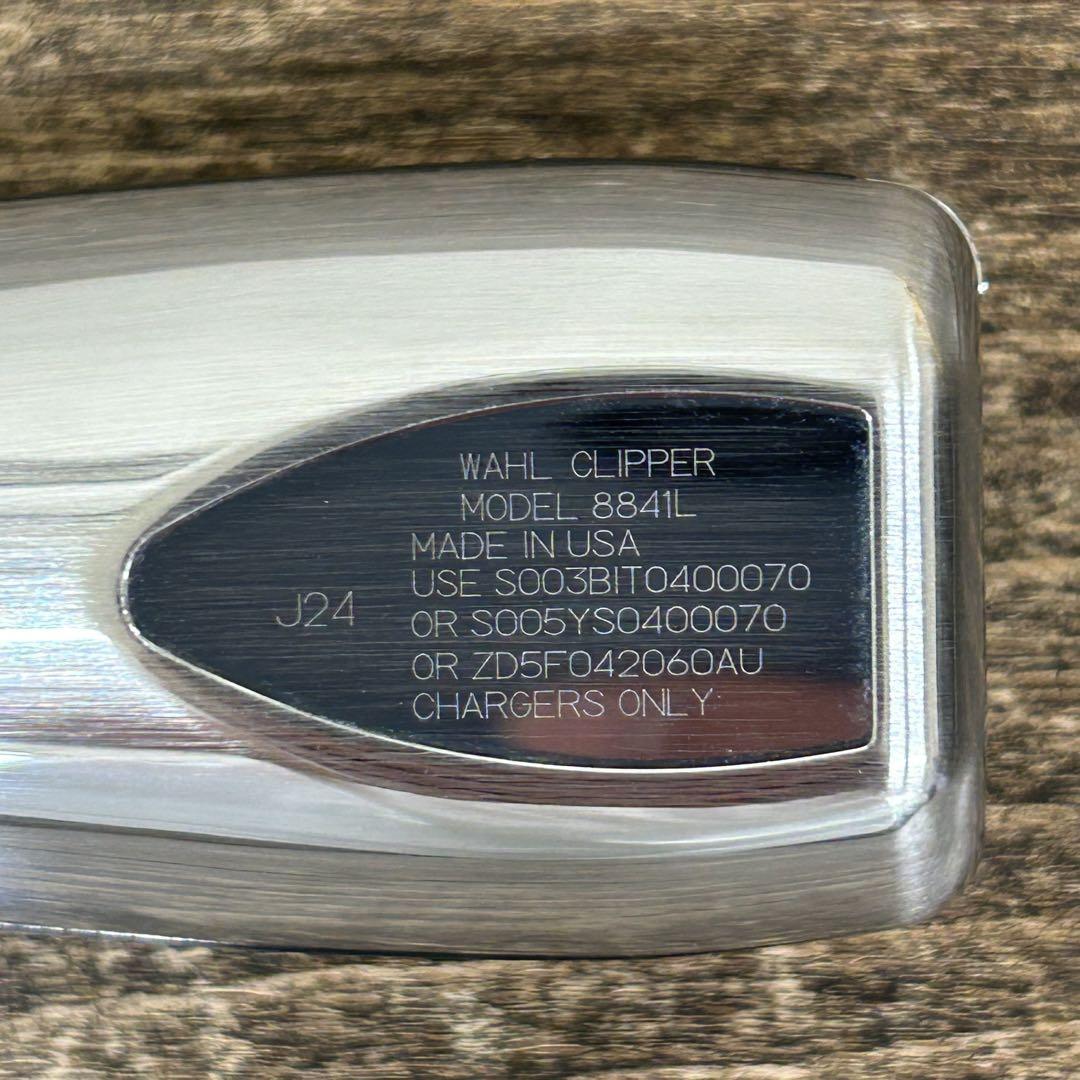 WAHL CLIPPER
MODEL 8841L
MADE IN USA
USE S003BIT0400070
OR S005YS0400070
OR ZD5F042060AU
CHARGERS ONLY
J24